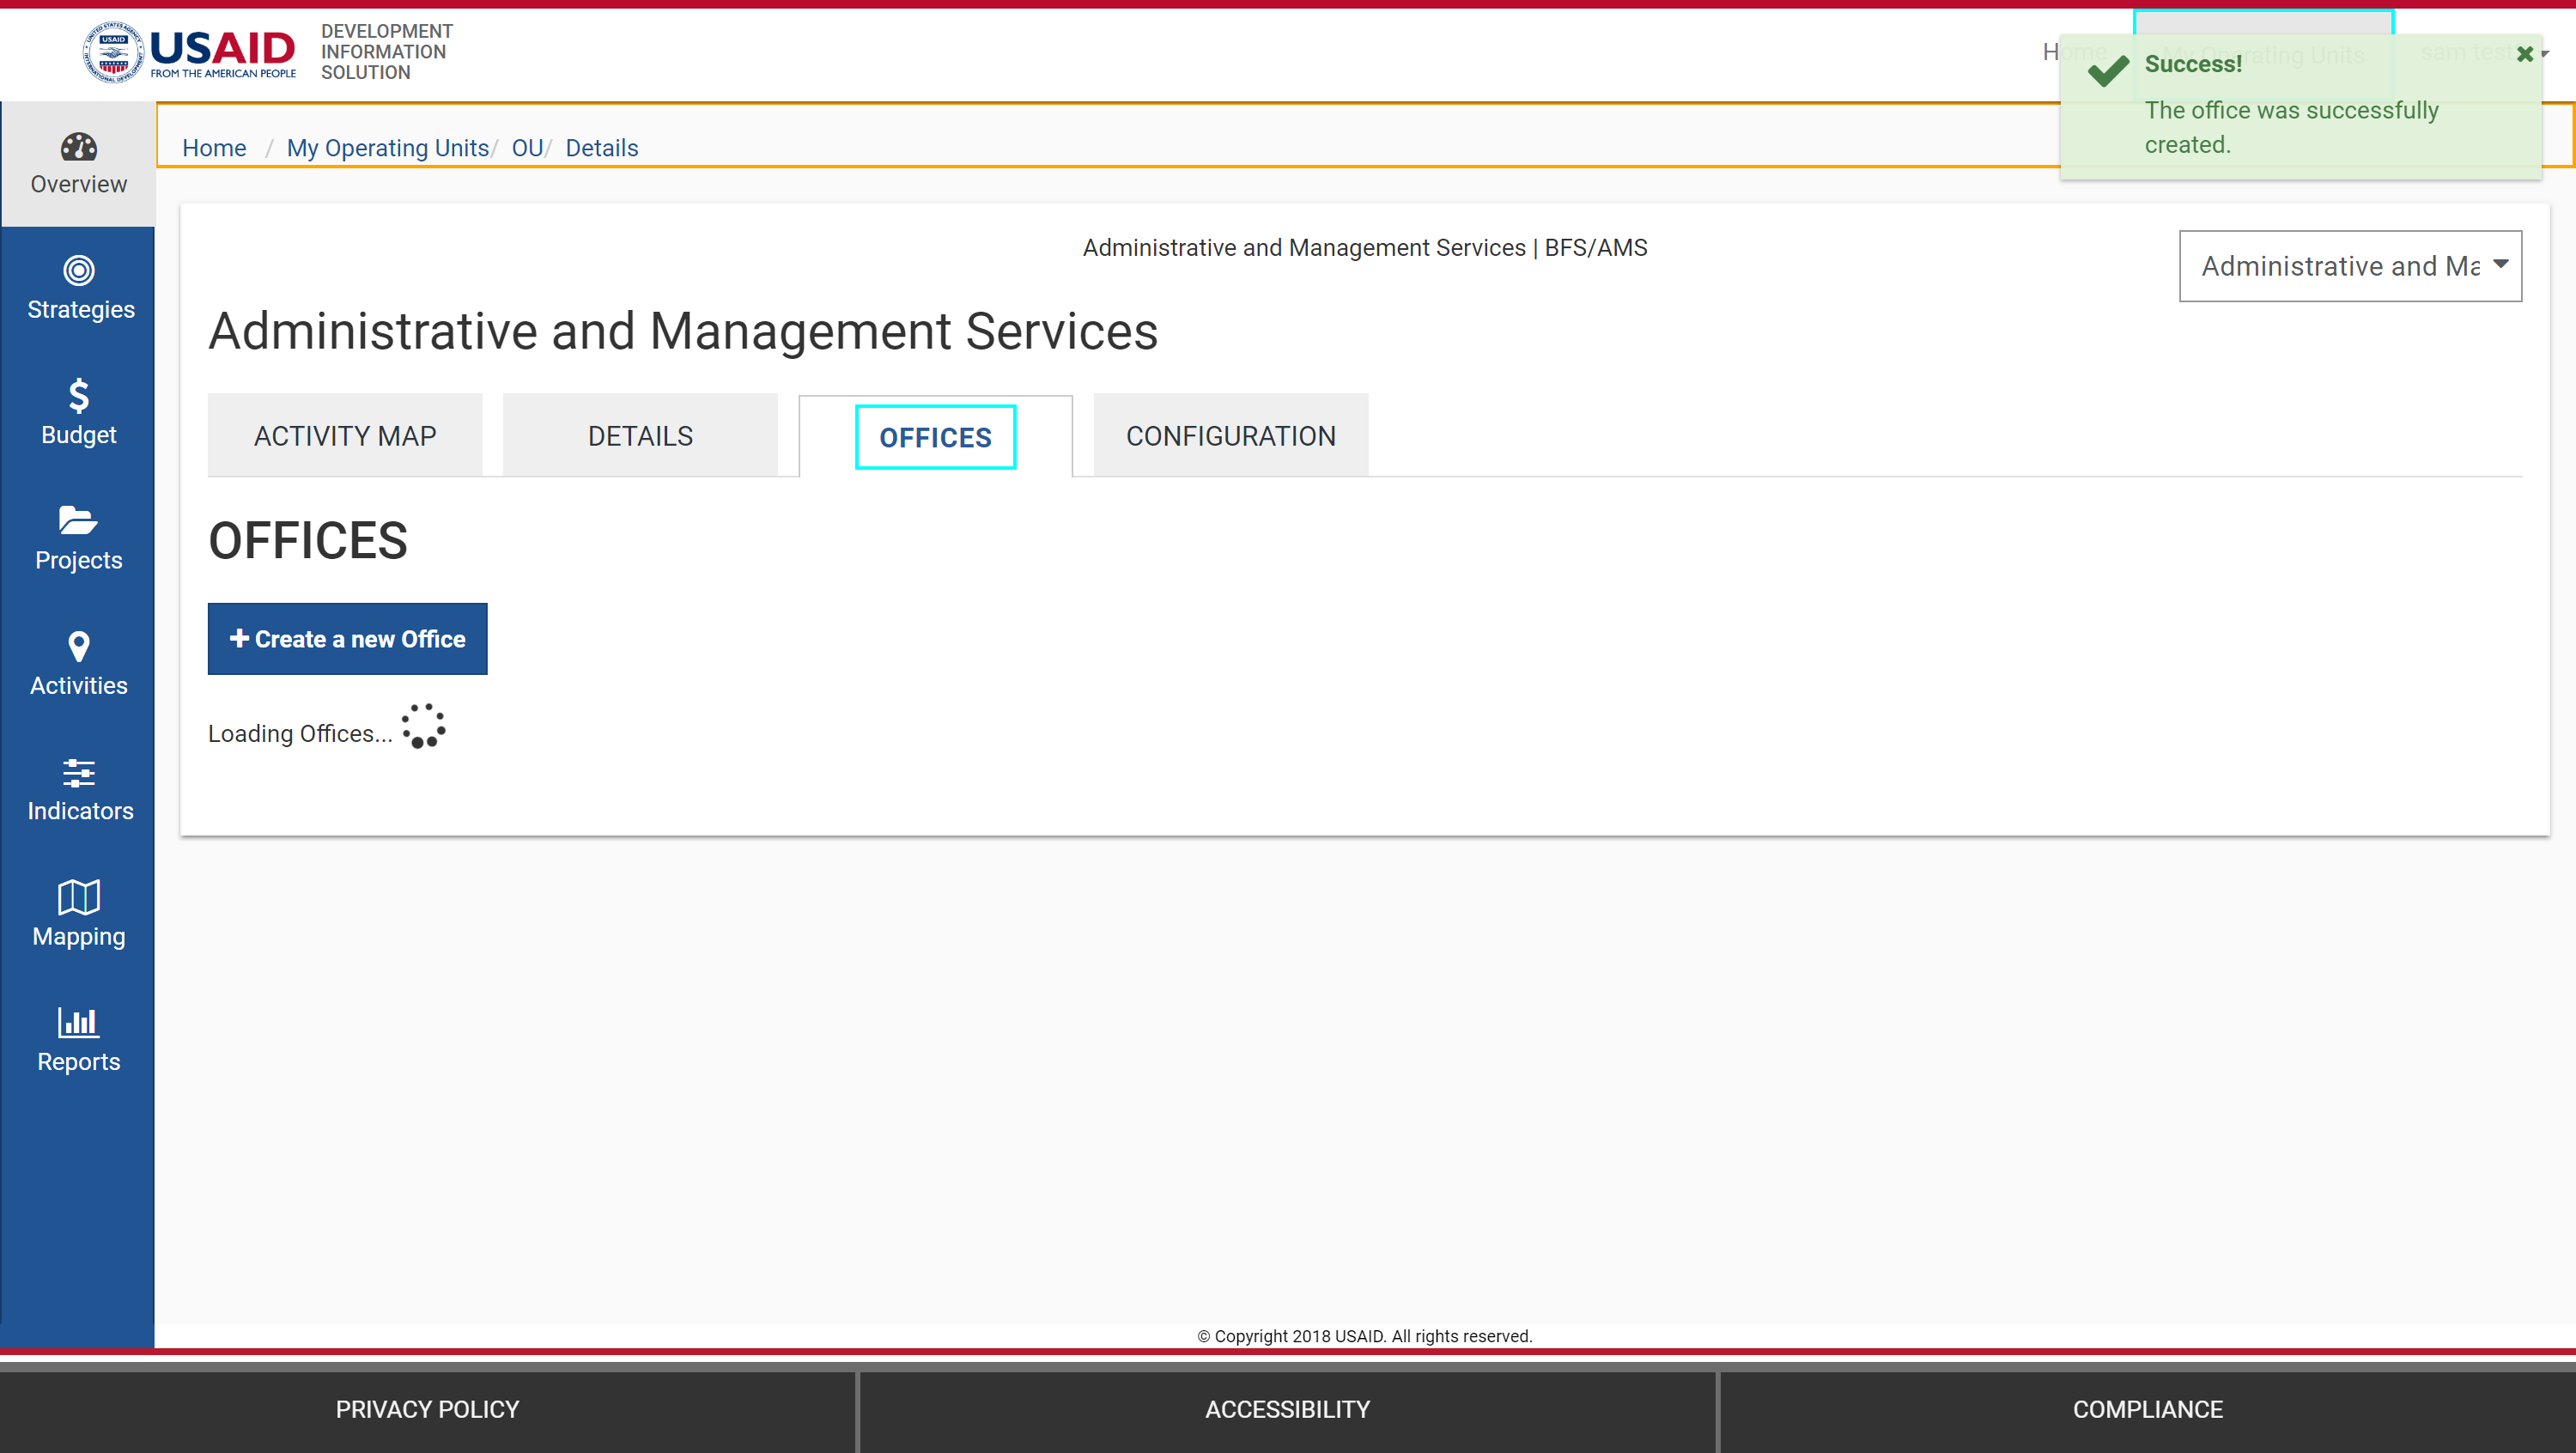 USAID
USAID
FROM THE AMERICAN PEOPLE
DEVELOPMENT
INFORMATION
SOLUTION
Home
My Operating Units
sam test
Success!
The office was successfully
created.
Home / My Operating Units/ OU/ Details
Overview
Strategies
Budget
Projects
Activities
Indicators
Mapping
Reports
Administrative and Management Services | BFS/AMS
Administrative and Ma
Administrative and Management Services
ACTIVITY MAP
DETAILS
OFFICES
CONFIGURATION
OFFICES
Create a new Office
Loading Offices...
© Copyright 2018 USAID. All rights reserved.
PRIVACY POLICY
ACCESSIBILITY
COMPLIANCE